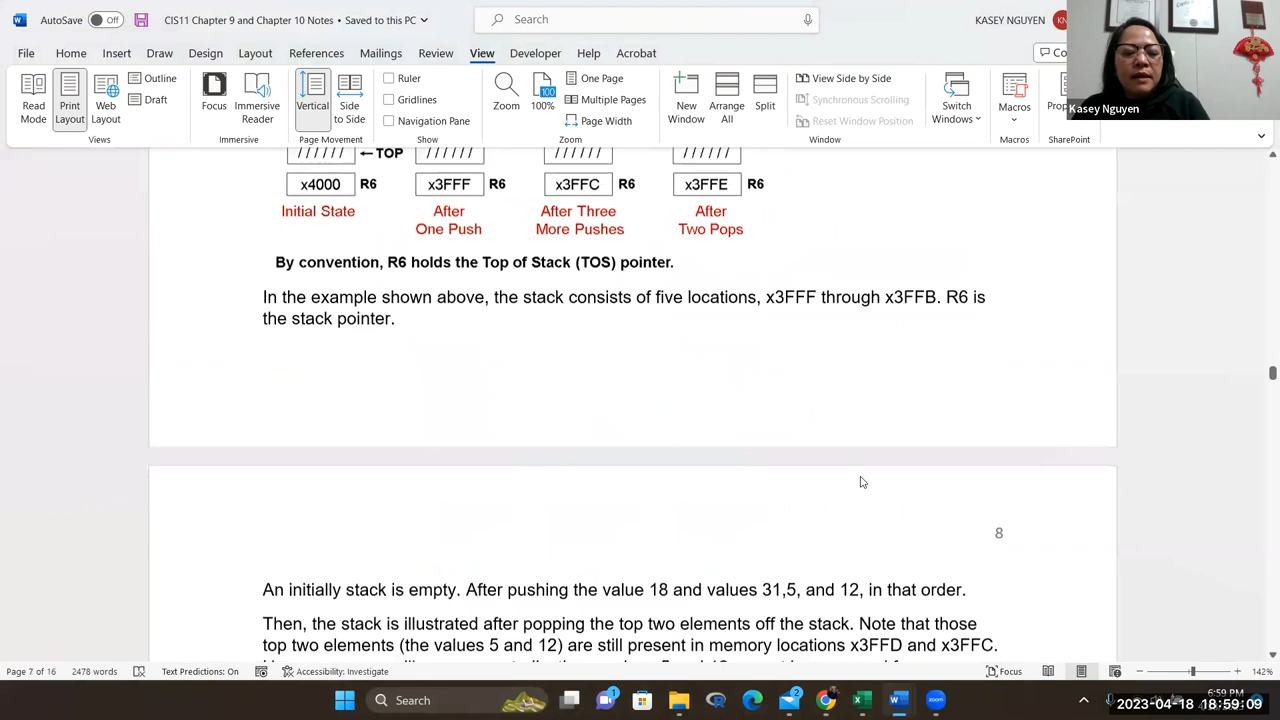 AutoSave Off CIS11 Chapter 9 and Chapter 10 Notes • Saved to this PC Search KASEY NGUYEN
File Home Insert Draw Design Layout References Mailings Review View Developer Help Acrobat
Read Mode Print Layout Web Layout Outline Draft Views
Focus Immersive Reader Immersive
Vertical Side to Side Page Movement
Ruler Gridlines Navigation Pane Show
Zoom 100% One Page Multiple Pages Page Width Zoom
New Window Arrange All Split View Side by Side Synchronous Scrolling Reset Window Position Switch Windows Window
Macros Macros
SharePoint
Kasey Nguyen
////// ←TOP ////// ////// //////
x4000 R6 x3FFF R6 x3FFC R6 x3FFE R6
Initial State After After Three After
One Push More Pushes Two Pops
By convention, R6 holds the Top of Stack (TOS) pointer.
In the example shown above, the stack consists of five locations, x3FFF through x3FFB. R6 is
the stack pointer.
8
An initially stack is empty. After pushing the value 18 and values 31,5, and 12, in that order.
Then, the stack is illustrated after popping the top two elements off the stack. Note that those
top two elements (the values 5 and 12) are still present in memory locations x3FFD and x3FFC.
Page 7 of 16 2478 words Text Predictions: On Accessibility: Investigate Focus 142%
Search 1 2 zoom 6:59 PM
2023-04-18 18:59:09